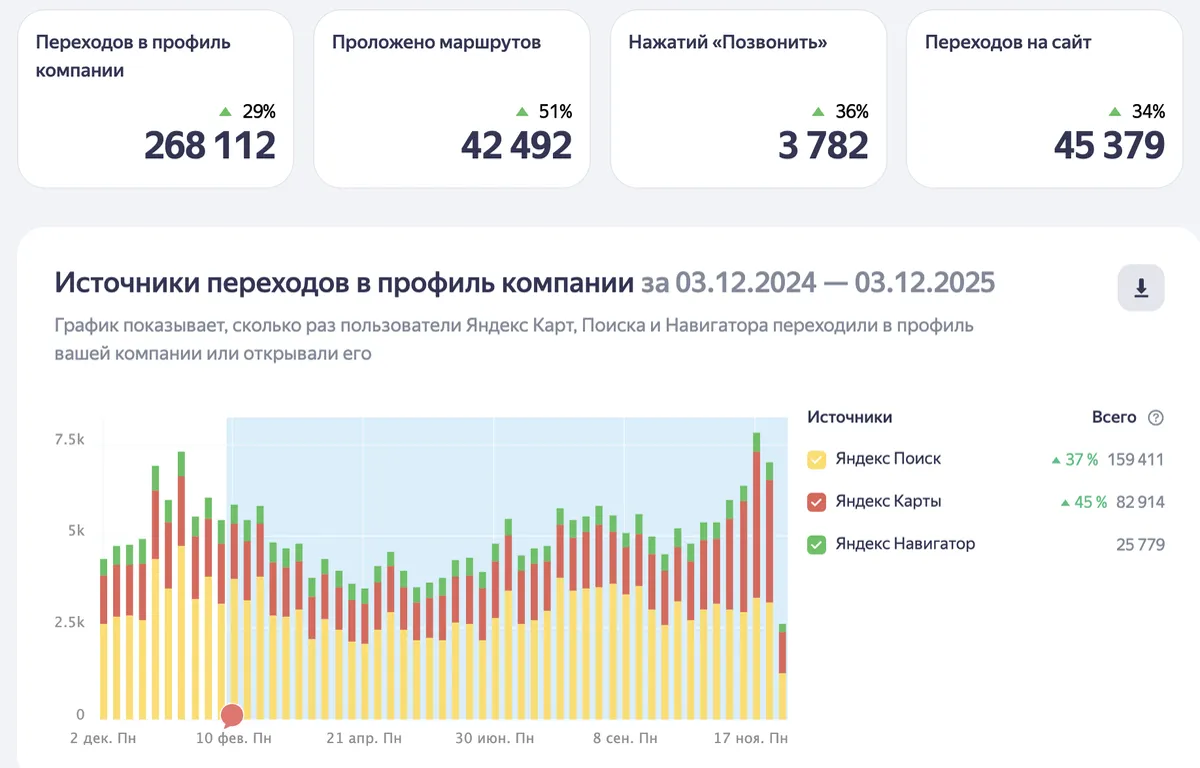 Переходов в профиль
компании
29%
268 112
Проложено маршрутов
51%
42 492
Нажатий «Позвонить»
36%
3 782
Переходов на сайт
34%
45 379
Источники переходов в профиль компании за 03.12.2024 — 03.12.2025
График показывает, сколько раз пользователи Яндекс Карт, Поиска и Навигатора переходили в профиль
вашей компании или открывали его
7.5k
5k
2.5k
0
2 дек. Пн
10 фев. Пн
21 апр. Пн
30 июн. Пн
8 сен. Пн
17 ноя. Пн
Источники Всего ?
Яндекс Поиск 37 % 159 411
Яндекс Карты 45 % 82 914
Яндекс Навигатор 25 779